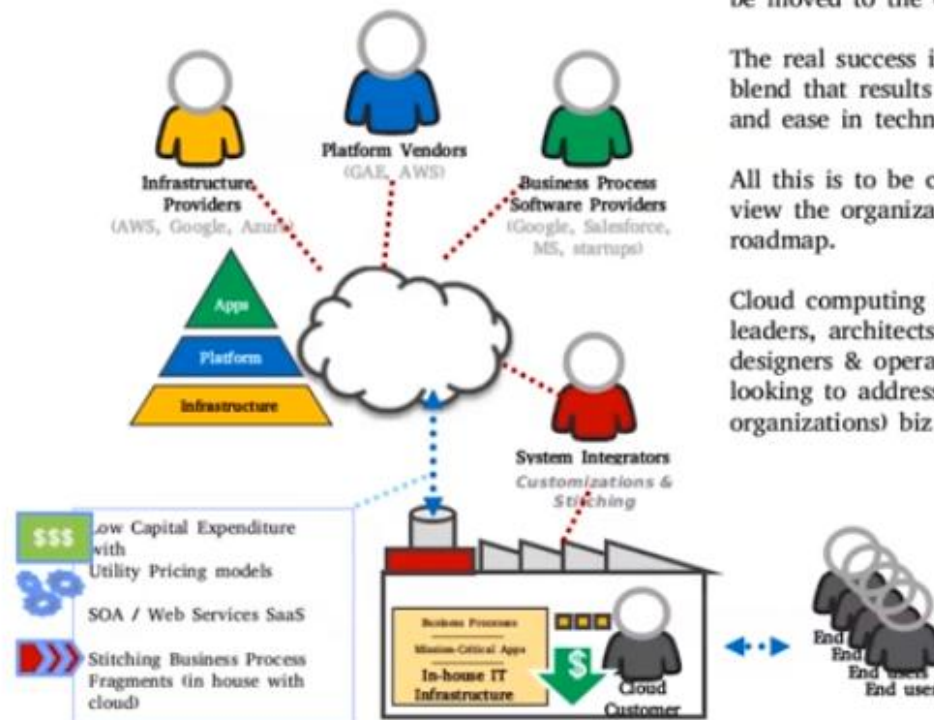 Platform Vendors
(GAE, AWS)
Infrastructure
Providers
(AWS, Google, Azure)
Business Process
Software Providers
(Google, Salesforce,
MS, startups)
Apps
Platform
Infrastructure
System Integrators
Customizations &
Stitching
$$$
Low Capital Expenditure
with
Utility Pricing models
SOA / Web Services SaaS
Stitching Business Process
Fragments (in house with
cloud)
Business Processes
Mission-Critical Apps
In-house IT
Infrastructure
$
Cloud
Customer
End
End
End users
End user
be moved to the
The real success i
blend that results
and ease in techn
All this is to be c
view the organiza
roadmap.
Cloud computing
leaders, architects
designers & opera
looking to address
organizations) biz